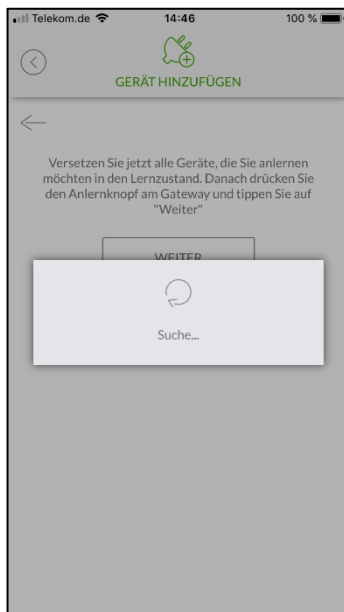 Telekom.de 14:46 100 %
GERÄT HINZUFÜGEN
Versetzen Sie jetzt alle Geräte, die Sie anlernen
möchten in den Lernzustand. Danach drücken Sie
den Anlernknopf am Gateway und tippen Sie auf
"Weiter"
WEITER
Suche...